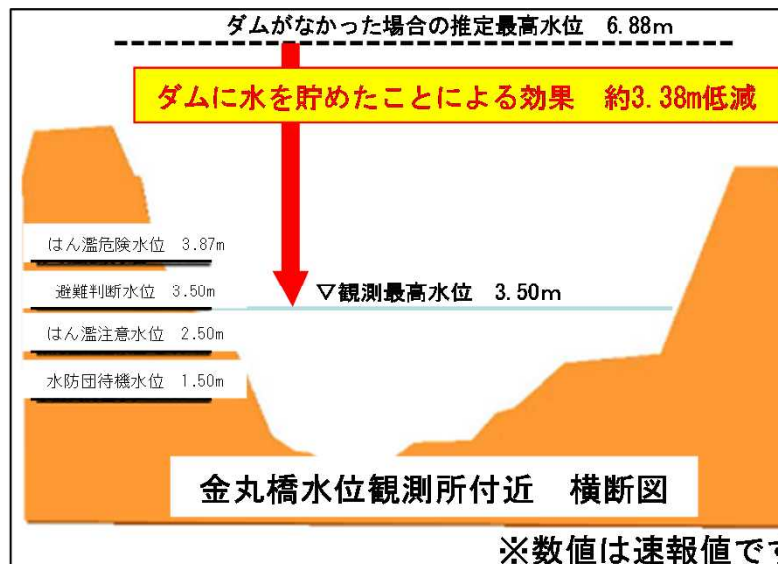 ダムがなかった場合の推定最高水位　6.88m
ダムに水を貯めたことによる効果　約3.38m低減
はん濫危険水位　3.87m
避難判断水位　3.50m
▽観測最高水位　3.50m
はん濫注意水位　2.50m
水防団待機水位　1.50m
金丸橋水位観測所付近　横断図
※数値は速報値です